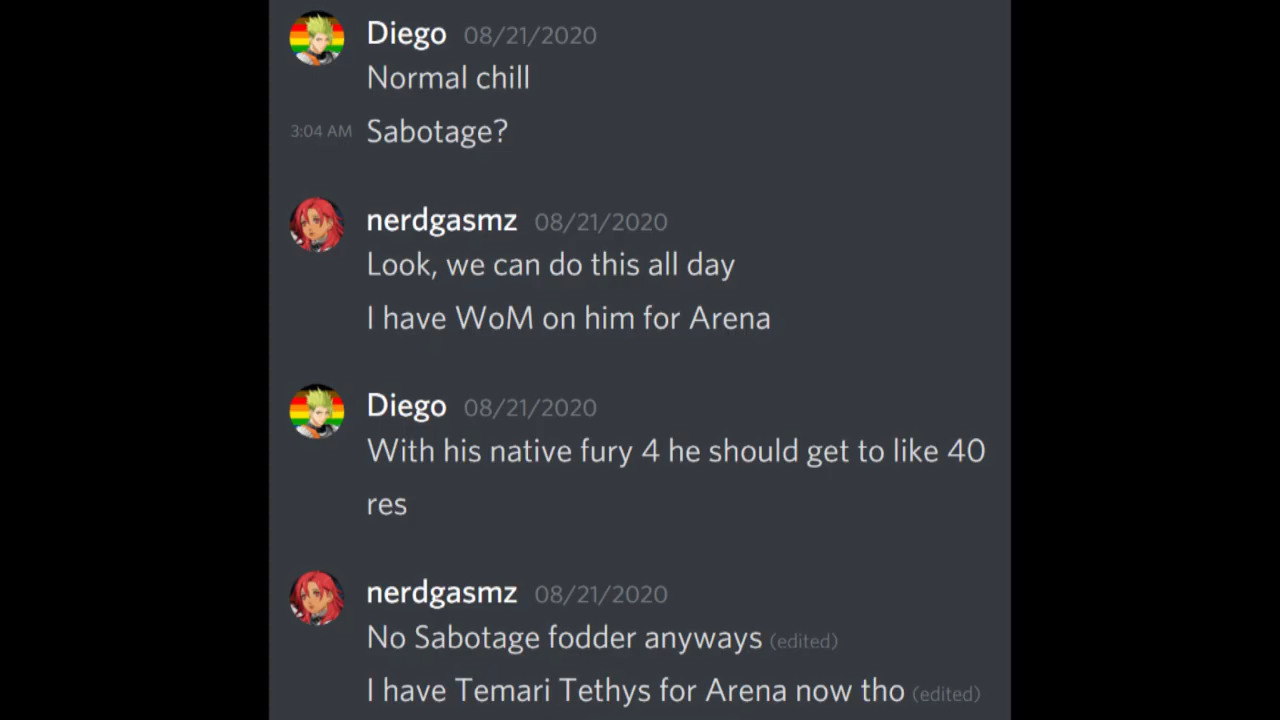 Diego 08/21/2020
Normal chill
3:04 AM Sabotage?
nerdgasmz 08/21/2020
Look, we can do this all day
I have WoM on him for Arena
Diego 08/21/2020
With his native fury 4 he should get to like 40
res
nerdgasmz 08/21/2020
No Sabotage fodder anyways (edited)
I have Temari Tethys for Arena now tho (edited)